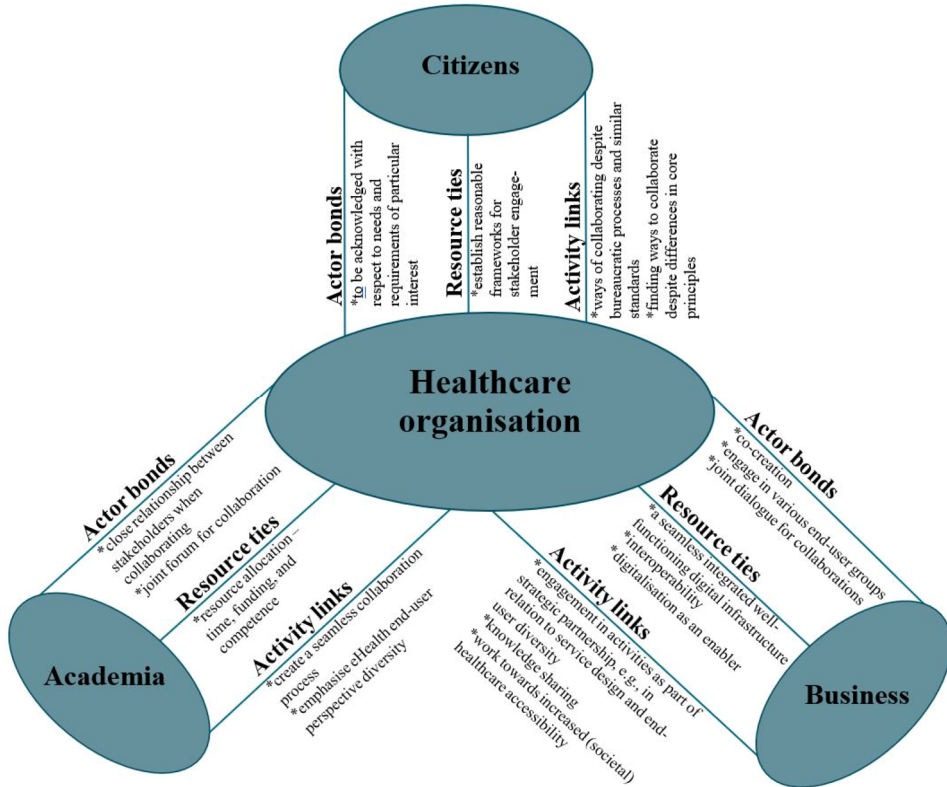 Citizens
Actor bonds
*to be acknowledged with
respect to needs and
requirements of particular
interest
Resource ties
*establish reasonable
frameworks for
stakeholder engage-
ment
Activity links
*ways of collaborating despite
bureaucratic processes and similar
standards
*finding ways to collaborate
despite differences in core
principles
Healthcare
organisation
Actor bonds
* close relationship between
stakeholders when
collaborating
*joint forum for collaboration
Resource ties
*resource allocation –
time, funding, and
competence
Activity links
*create a seamless collaboration
process
*emphasise eHealth end-user
perspective diversity
Academia
Actor bonds
*co-creation
*engage in various end-user groups
*joint dialogue for collaborations
Resource ties
*a seamless integrated well-
functioning digital infrastructure
*interoperability
*digitalisation as an enabler
Activity links
*engagement in activities as part of
strategic partnership, e.g., in
relation to service design and end-
user diversity
*knowledge sharing
*work towards increased (societal)
healthcare accessibility
Business